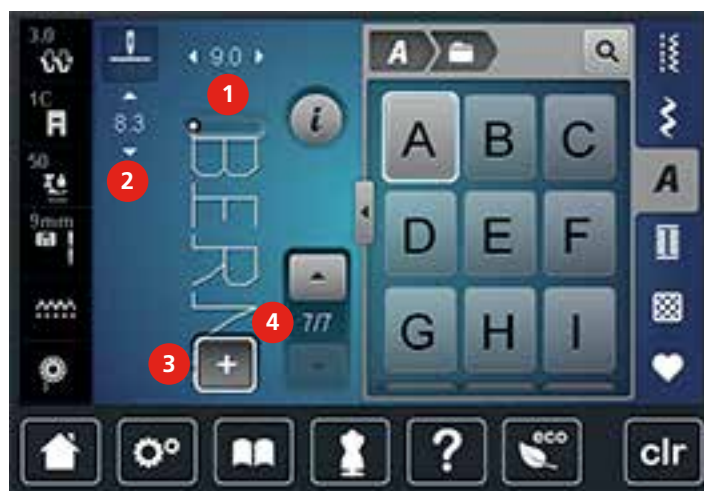 3.0
9.0
A
1
1C
8.3
i
2
50
A B C
A
9mm
BERN
D E F
4
7/7
3
+
-
G H I
? eco clr